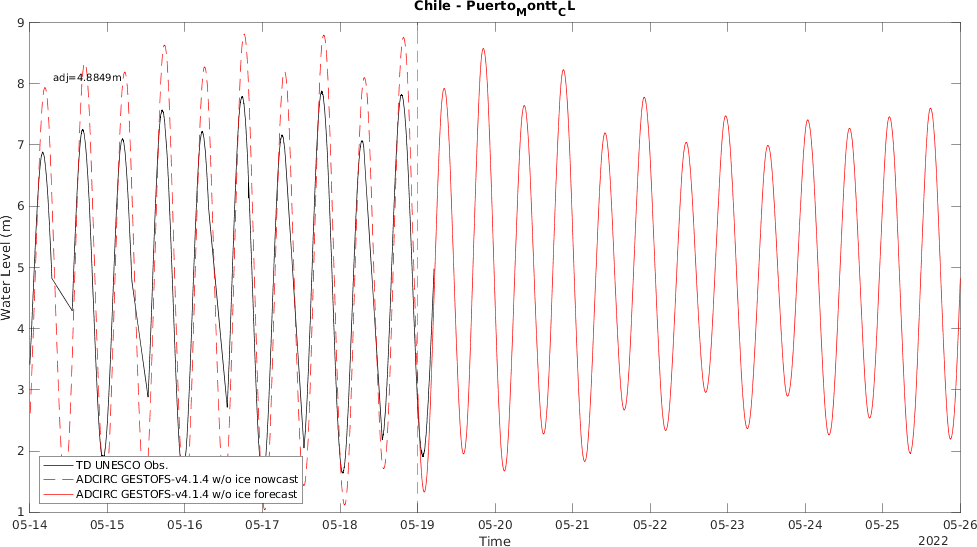 Chile - Puerto_Montt_CL
9
8
7
6
5
4
3
2
1
Water Level (m)
adj=4.8849m
TD UNESCO Obs.
ADCIRC GESTOFS-v4.1.4 w/o ice nowcast
ADCIRC GESTOFS-v4.1.4 w/o ice forecast
05-14 05-15 05-16 05-17 05-18 05-19 05-20 05-21 05-22 05-23 05-24 05-25 05-26
Time
2022